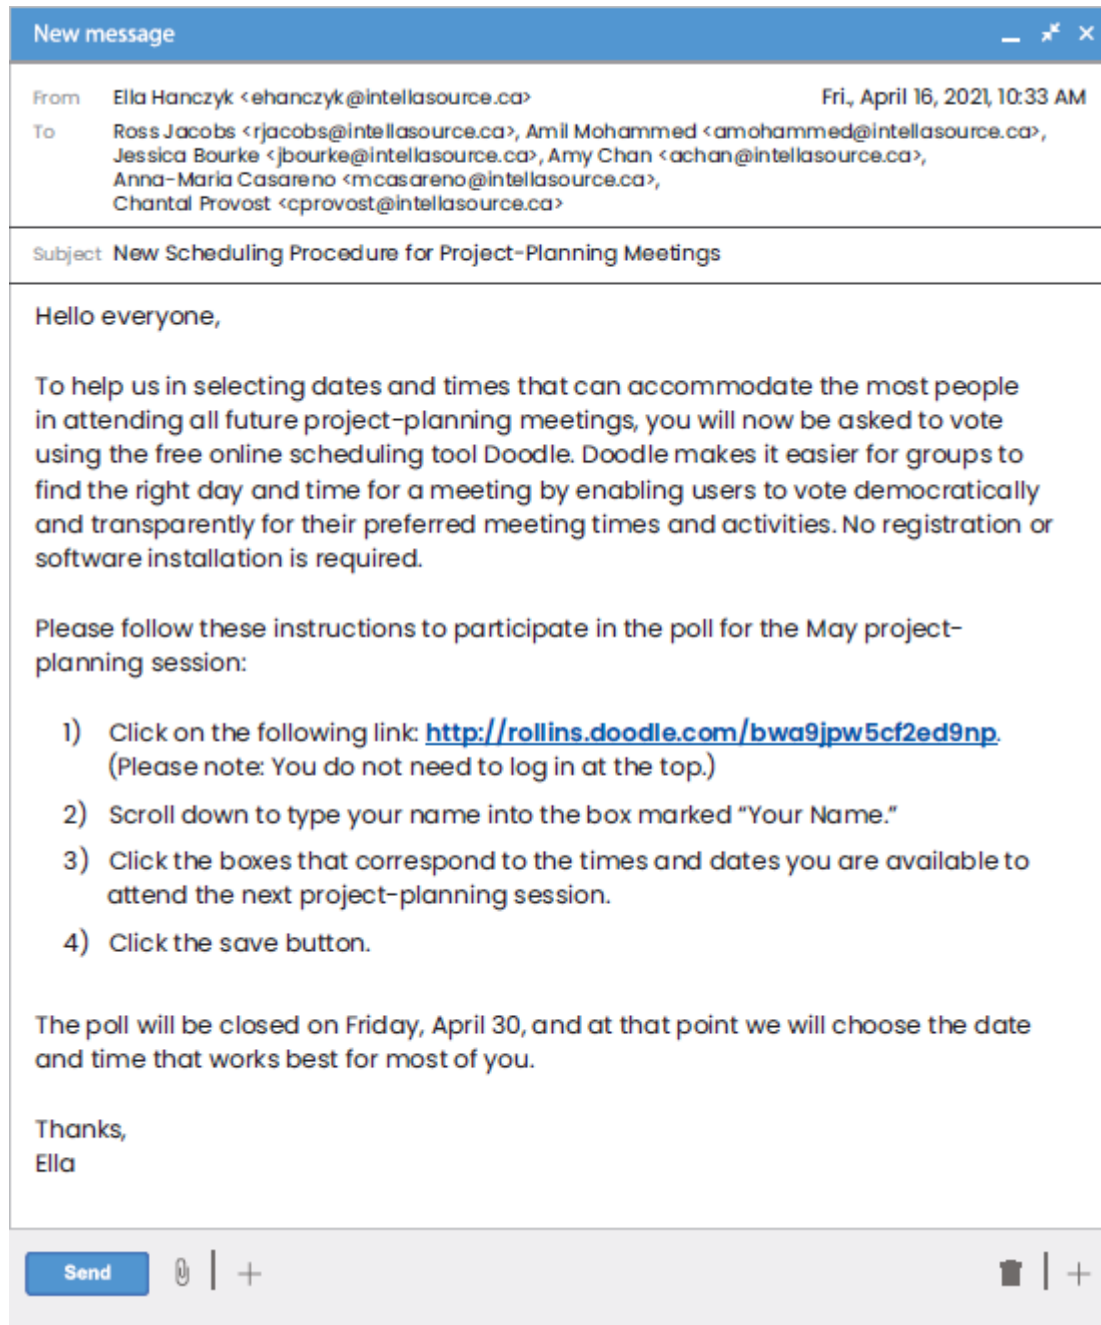 New message
From Ella Hanczyk <ehanczyk@intellasource.ca> Fri., April 16, 2021, 10:33 AM
To Ross Jacobs <rjacobs@intellasource.ca>, Amil Mohammed <amohammed@intellasource.ca>,
Jessica Bourke <jbourke@intellasource.ca>, Amy Chan <achan@intellasource.ca>,
Anna-Maria Casareno <mcasareno@intellasource.ca>,
Chantal Provost <cprovost@intellasource.ca>
Subject New Scheduling Procedure for Project-Planning Meetings
Hello everyone,
To help us in selecting dates and times that can accommodate the most people
in attending all future project-planning meetings, you will now be asked to vote
using the free online scheduling tool Doodle. Doodle makes it easier for groups to
find the right day and time for a meeting by enabling users to vote democratically
and transparently for their preferred meeting times and activities. No registration or
software installation is required.
Please follow these instructions to participate in the poll for the May project-
planning session:
1) Click on the following link: http://rollins.doodle.com/bwa9jpw5cf2ed9np.
(Please note: You do not need to log in at the top.)
2) Scroll down to type your name into the box marked “Your Name.”
3) Click the boxes that correspond to the times and dates you are available to
attend the next project-planning session.
4) Click the save button.
The poll will be closed on Friday, April 30, and at that point we will choose the date
and time that works best for most of you.
Thanks,
Ella
Send